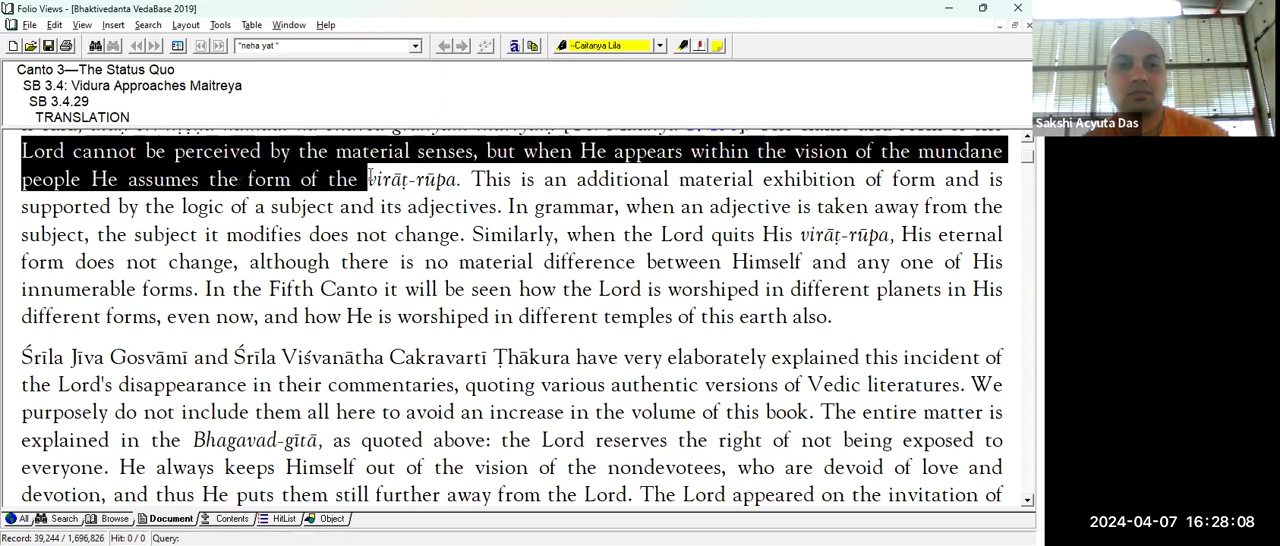 Folio Views - [Bhaktivedanta VedaBase 2019]
File Edit View Insert Search Layout Tools Table Window Help
"neha yat "
~Caitanya Lila
Canto 3—The Status Quo
SB 3.4: Vidura Approaches Maitreya
SB 3.4.29
TRANSLATION
Sakshi Acyuta Das
Lord cannot be perceived by the material senses, but when He appears within the vision of the mundane
people He assumes the form of the virāṭ-rūpa. This is an additional material exhibition of form and is
supported by the logic of a subject and its adjectives. In grammar, when an adjective is taken away from the
subject, the subject it modifies does not change. Similarly, when the Lord quits His virāṭ-rūpa, His eternal
form does not change, although there is no material difference between Himself and any one of His
innumerable forms. In the Fifth Canto it will be seen how the Lord is worshiped in different planets in His
different forms, even now, and how He is worshiped in different temples of this earth also.
Śrīla Jīva Gosvāmī and Śrīla Viśvanātha Cakravartī Ṭhākura have very elaborately explained this incident of
the Lord's disappearance in their commentaries, quoting various authentic versions of Vedic literatures. We
purposely do not include them all here to avoid an increase in the volume of this book. The entire matter is
explained in the Bhagavad-gītā, as quoted above: the Lord reserves the right of not being exposed to
everyone. He always keeps Himself out of the vision of the nondevotees, who are devoid of love and
devotion, and thus He puts them still further away from the Lord. The Lord appeared on the invitation of
All Search Browse Document Contents HitList Object
Record: 39,244 / 1,696,826 Hit: 0 / 0 Query:
2024-04-07 16:28:08